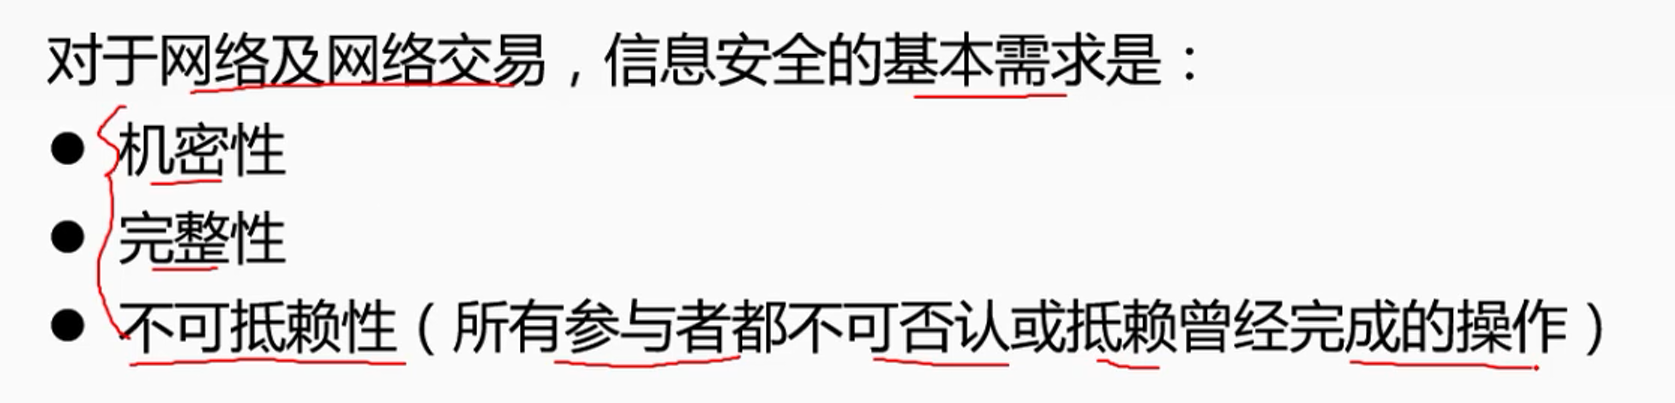 对于网络及网络交易，信息安全的基本需求是：
● 机密性
● 完整性
● 不可抵赖性（所有参与者都不可否认或抵赖曾经完成的操作）